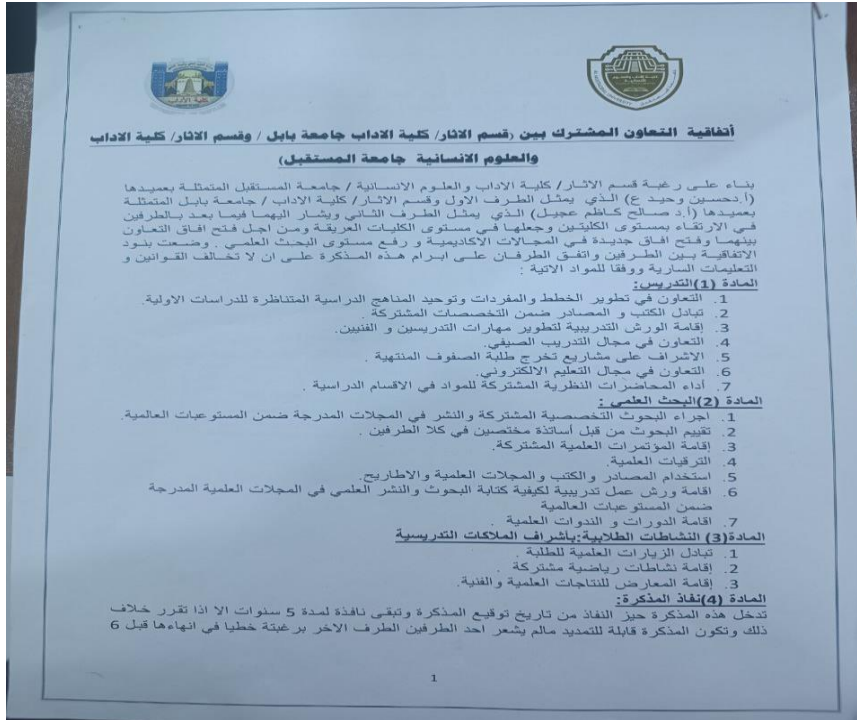 أتفاقية التعاون المشترك بين (قسم الاثار/ كلية الاداب جامعة بابل / وقسم الاثار/ كلية الاداب
والعلوم الانسانية جامعة المستقبل)
بناء على رغبة قسم الاثار/ كلية الاداب والعلوم الانسانية / جامعة المستقبل المتمثلة بعميدها
(أ.دحسين وحيد ع) الذي يمثل الطرف الاول وقسم الاثار/ كلية الاداب / جامعة بابل المتمثلة
بعميدها (أ.د صالح كاظم عجيل) الذي يمثل الطرف الثاني ويشار اليهما فيما بعد بالطرفين
في الارتقاء بمستوى الكليتين وجعلها في مستوى الكليات العريقة ومن اجل فتح افاق التعاون
بينهما وفتح افاق جديدة في المجالات الاكاديمية و رفع مستوى البحث العلمي . وضعت بنود
الاتفاقية بين الطرفين واتفق الطرفان على ابرام هذه المذكرة على ان لا تخالف القوانين و
التعليمات السارية ووفقا للمواد الاتية :
المادة (1)التدريس:
1. التعاون في تطوير الخطط والمفردات وتوحيد المناهج الدراسية المتناظرة للدراسات الاولية.
2. تبادل الكتب و المصادر ضمن التخصصات المشتركة .
3. إقامة الورش التدريبية لتطوير مهارات التدريسين و الفنيين.
4. التعاون في مجال التدريب الصيفي.
5. الاشراف على مشاريع تخرج طلبة الصفوف المنتهية .
6. التعاون في مجال التعليم الالكتروني.
7. أداء المحاضرات النظرية المشتركة للمواد في الاقسام الدراسية .
المادة (2)البحث العلمي :
1. اجراء البحوث التخصصية المشتركة والنشر في المجلات المدرجة ضمن المستوعبات العالمية.
2. تقييم البحوث من قبل أساتذة مختصين في كلا الطرفين .
3. إقامة المؤتمرات العلمية المشتركة.
4. الترقيات العلمية.
5. استخدام المصادر والكتب و المجلات العلمية والاطاريح.
6. اقامة ورش عمل تدريبية لكيفية كتابة البحوث والنشر العلمي في المجلات العلمية المدرجة
ضمن المستوعبات العالمية
7. اقامة الدورات و الندوات العلمية .
المادة(3) النشاطات الطلابية:بأشراف الملاكات التدريسية
1. تبادل الزيارات العلمية للطلبة .
2. إقامة نشاطات رياضية مشتركة .
3. إقامة المعارض للنتاجات العلمية والفنية.
المادة (4)نفاذ المذكرة:
تدخل هذه المذكرة حيز النفاذ من تاريخ توقيع المذكرة وتبقى نافذة لمدة 5 سنوات الا اذا تقرر خلاف
ذلك وتكون المذكرة قابلة للتمديد مالم يشعر احد الطرفين الطرف الاخر برغبتة خطيا في انهاءها قبل 6
1